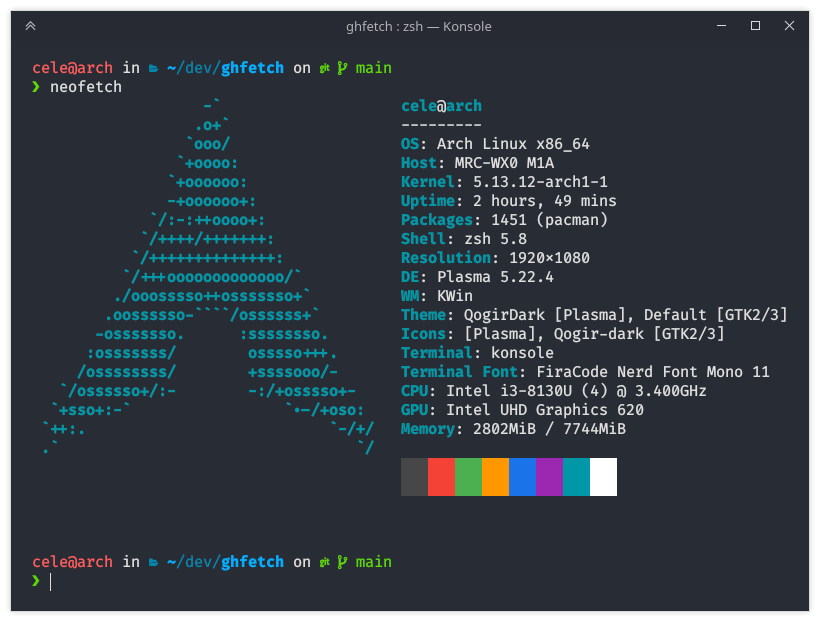 ghfetch : zsh — Konsole
cele@arch in ~/dev/ghfetch on git main
❯ neofetch
-`
.o+`
`ooo/
`+oooo:
`+oooooo:
-+oooooo+:
`/:-:++oooo+:
`/++++/+++++++:
`/++++++++++++++:
`/+++ooooooooooooo/`
./ooosssso++osssssso+`
.oossssso-````/ossssss+`
-osssssso. :ssssssso.
:osssssss/ osssso+++.
/ossssssss/ +ssssooo/-
`/ossssso+/:- -:/+osssso+-
`+sso+:-` `.-/+oso:
`++:. `-/+/
.` `/
cele@arch
---------
OS: Arch Linux x86_64
Host: MRC-WX0 M1A
Kernel: 5.13.12-arch1-1
Uptime: 2 hours, 49 mins
Packages: 1451 (pacman)
Shell: zsh 5.8
Resolution: 1920×1080
DE: Plasma 5.22.4
WM: KWin
Theme: QogirDark [Plasma], Default [GTK2/3]
Icons: [Plasma], Qogir-dark [GTK2/3]
Terminal: konsole
Terminal Font: FiraCode Nerd Font Mono 11
CPU: Intel i3-8130U (4) @ 3.400GHz
GPU: Intel UHD Graphics 620
Memory: 2802MiB / 7744MiB
cele@arch in ~/dev/ghfetch on git main
❯